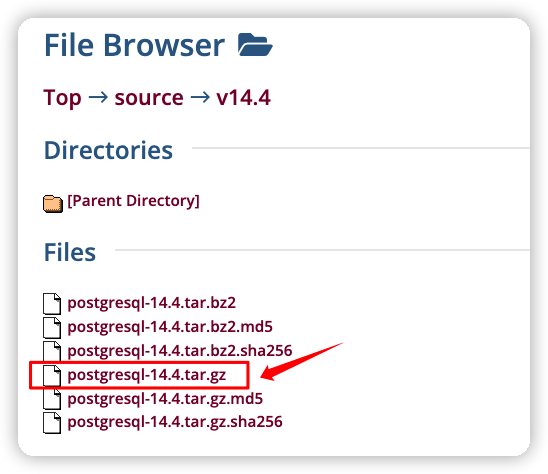 File Browser
Top → source → v14.4
Directories
[Parent Directory]
Files
postgresql-14.4.tar.bz2
postgresql-14.4.tar.bz2.md5
postgresql-14.4.tar.bz2.sha256
postgresql-14.4.tar.gz
postgresql-14.4.tar.gz.md5
postgresql-14.4.tar.gz.sha256